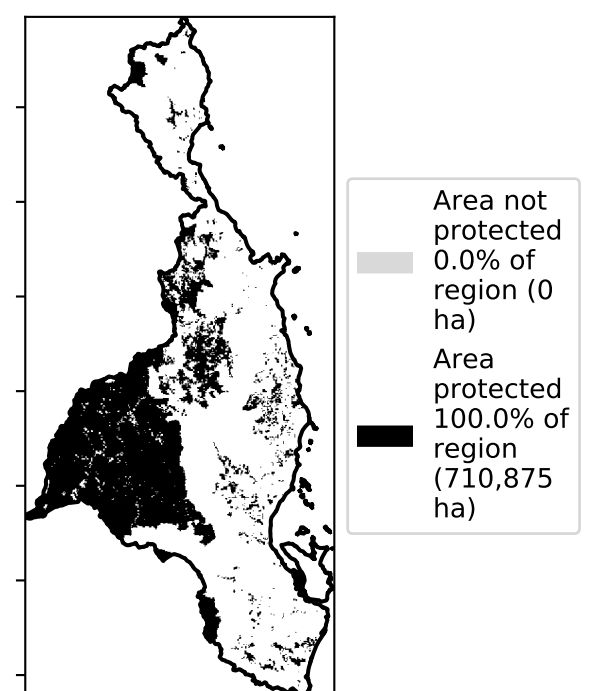 Area not
protected
0.0% of
region (0
ha)
Area
protected
100.0% of
region
(710,875
ha)